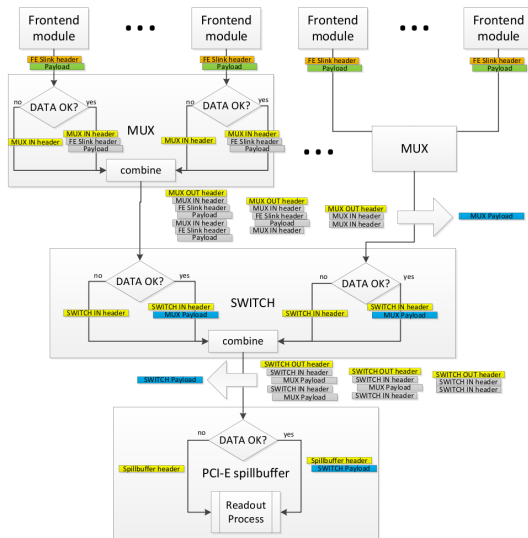 Frontend module
• • •
Frontend module
• • •
Frontend module
Frontend module
FE Slink header
Payload
FE Slink header
Payload
FE Slink header
Payload
FE Slink header
Payload
no
DATA OK?
yes
no
DATA OK?
yes
MUX
MUX IN header
MUX IN header
FE Slink header
Payload
MUX IN header
MUX IN header
FE Slink header
Payload
combine
• • •
MUX
MUX OUT header
MUX IN header
FE Slink header
Payload
MUX IN header
FE Slink header
Payload
MUX OUT header
MUX IN header
FE Slink header
Payload
MUX IN header
MUX OUT header
MUX IN header
MUX IN header
MUX Payload
no
DATA OK?
yes
no
DATA OK?
yes
SWITCH
SWITCH IN header
SWITCH IN header
MUX Payload
SWITCH IN header
SWITCH IN header
MUX Payload
combine
SWITCH Payload
SWITCH OUT header
SWITCH IN header
MUX Payload
SWITCH IN header
MUX Payload
SWITCH OUT header
SWITCH IN header
MUX Payload
SWITCH IN header
SWITCH OUT header
SWITCH IN header
SWITCH IN header
no
DATA OK?
yes
Spillbuffer header
PCI-E spillbuffer
Spillbuffer header
SWITCH Payload
Readout
Process